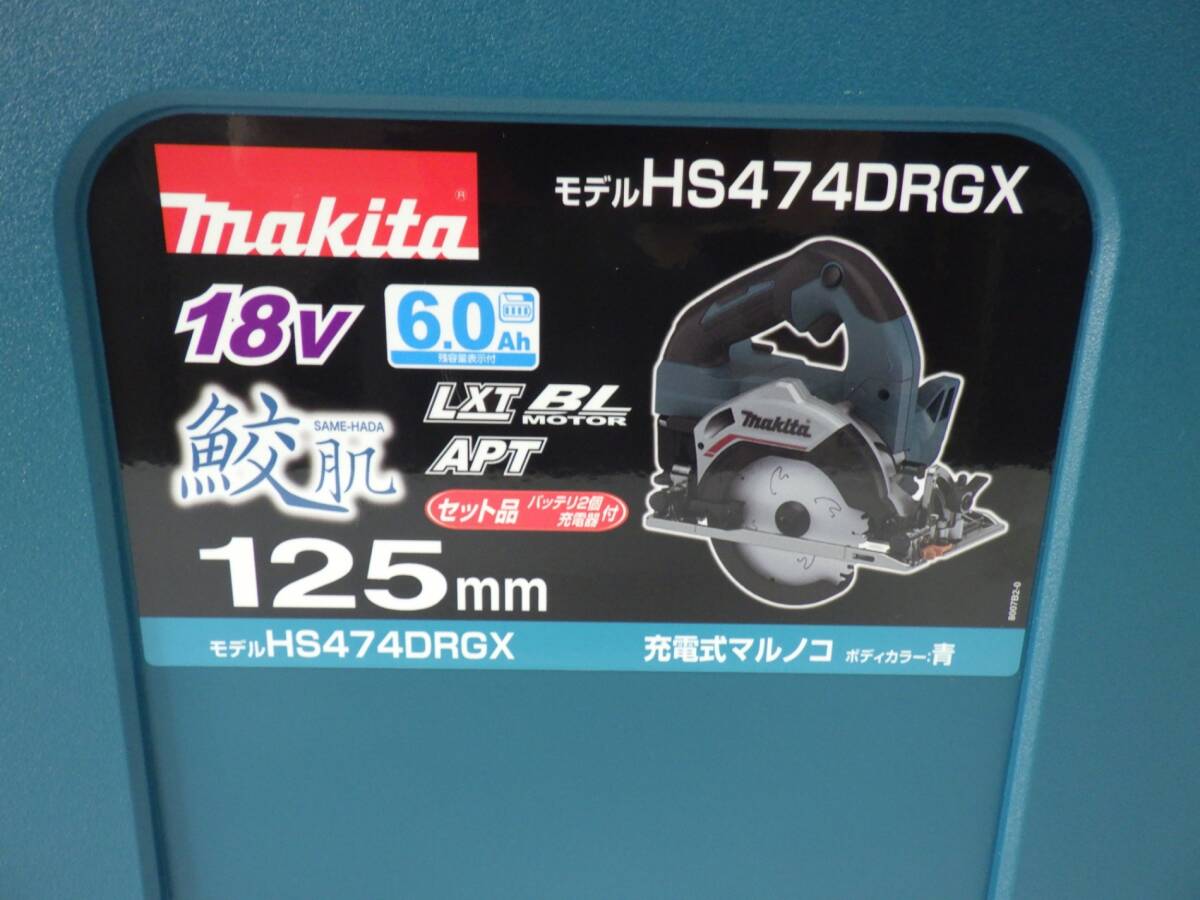 makita®
モデルHS474DRGX
18V
6.0Ah
残容量表示付
鮫肌
SAME-HADA
LXT BL MOTOR
APT
セット品 バッテリ2個 充電器 付
125mm
makita
8007B2-0
モデルHS474DRGX 充電式マルノコ ボディカラー:青